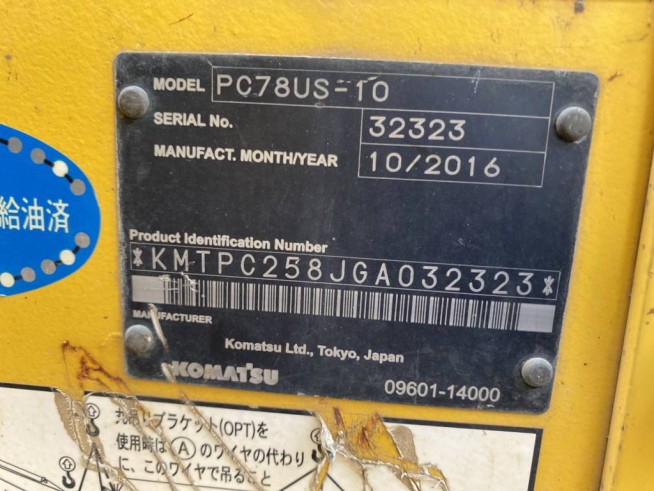 MODEL PC78US-10
SERIAL No. 32323
MANUFACT. MONTH/YEAR 10/2016
給油済
Product Identification Number
*KMTPC258JGA032323*
MANUFACTURER
Komatsu Ltd., Tokyo, Japan
KOMATSU
09601-14000
丸吊りブラケット(OPT)を
使用時は Ⓐ のワイヤの代わり
に、このワイヤで吊ること